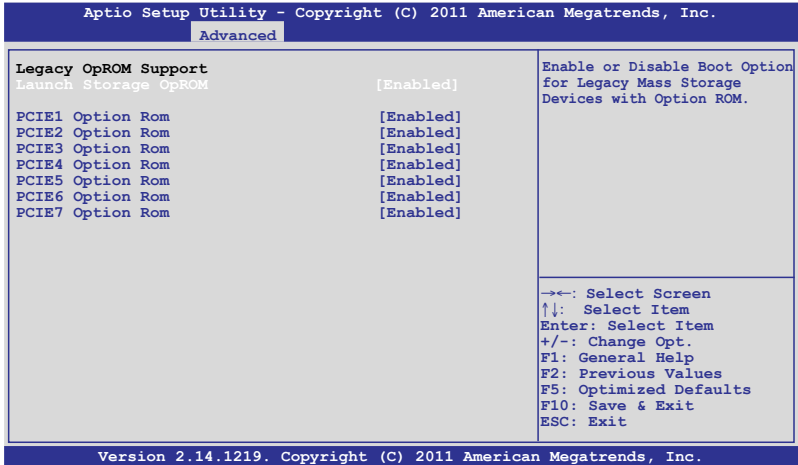 Aptio Setup Utility - Copyright (C) 2011 American Megatrends, Inc.
Advanced
Legacy OpROM Support
Launch Storage OpROM [Enabled]
PCIE1 Option Rom [Enabled]
PCIE2 Option Rom [Enabled]
PCIE3 Option Rom [Enabled]
PCIE4 Option Rom [Enabled]
PCIE5 Option Rom [Enabled]
PCIE6 Option Rom [Enabled]
PCIE7 Option Rom [Enabled]
Enable or Disable Boot Option
for Legacy Mass Storage
Devices with Option ROM.
→←: Select Screen
↑↓: Select Item
Enter: Select Item
+/-: Change Opt.
F1: General Help
F2: Previous Values
F5: Optimized Defaults
F10: Save & Exit
ESC: Exit
Version 2.14.1219. Copyright (C) 2011 American Megatrends, Inc.